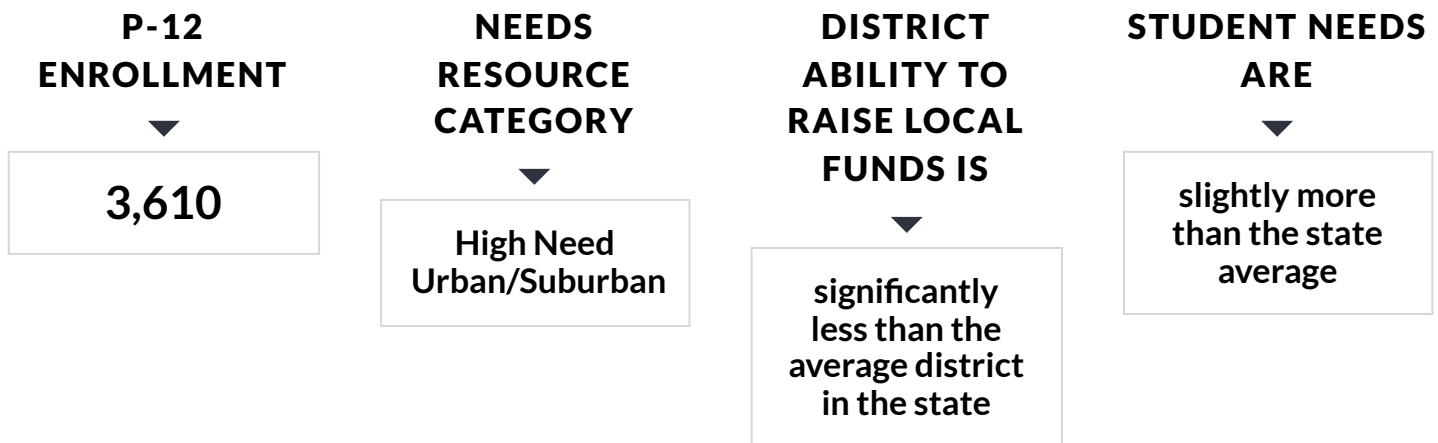 P-12
ENROLLMENT
3,610
NEEDS
RESOURCE
CATEGORY
High Need
Urban/Suburban
DISTRICT
ABILITY TO
RAISE LOCAL
FUNDS IS
significantly
less than the
average district
in the state
STUDENT NEEDS
ARE
slightly more
than the state
average